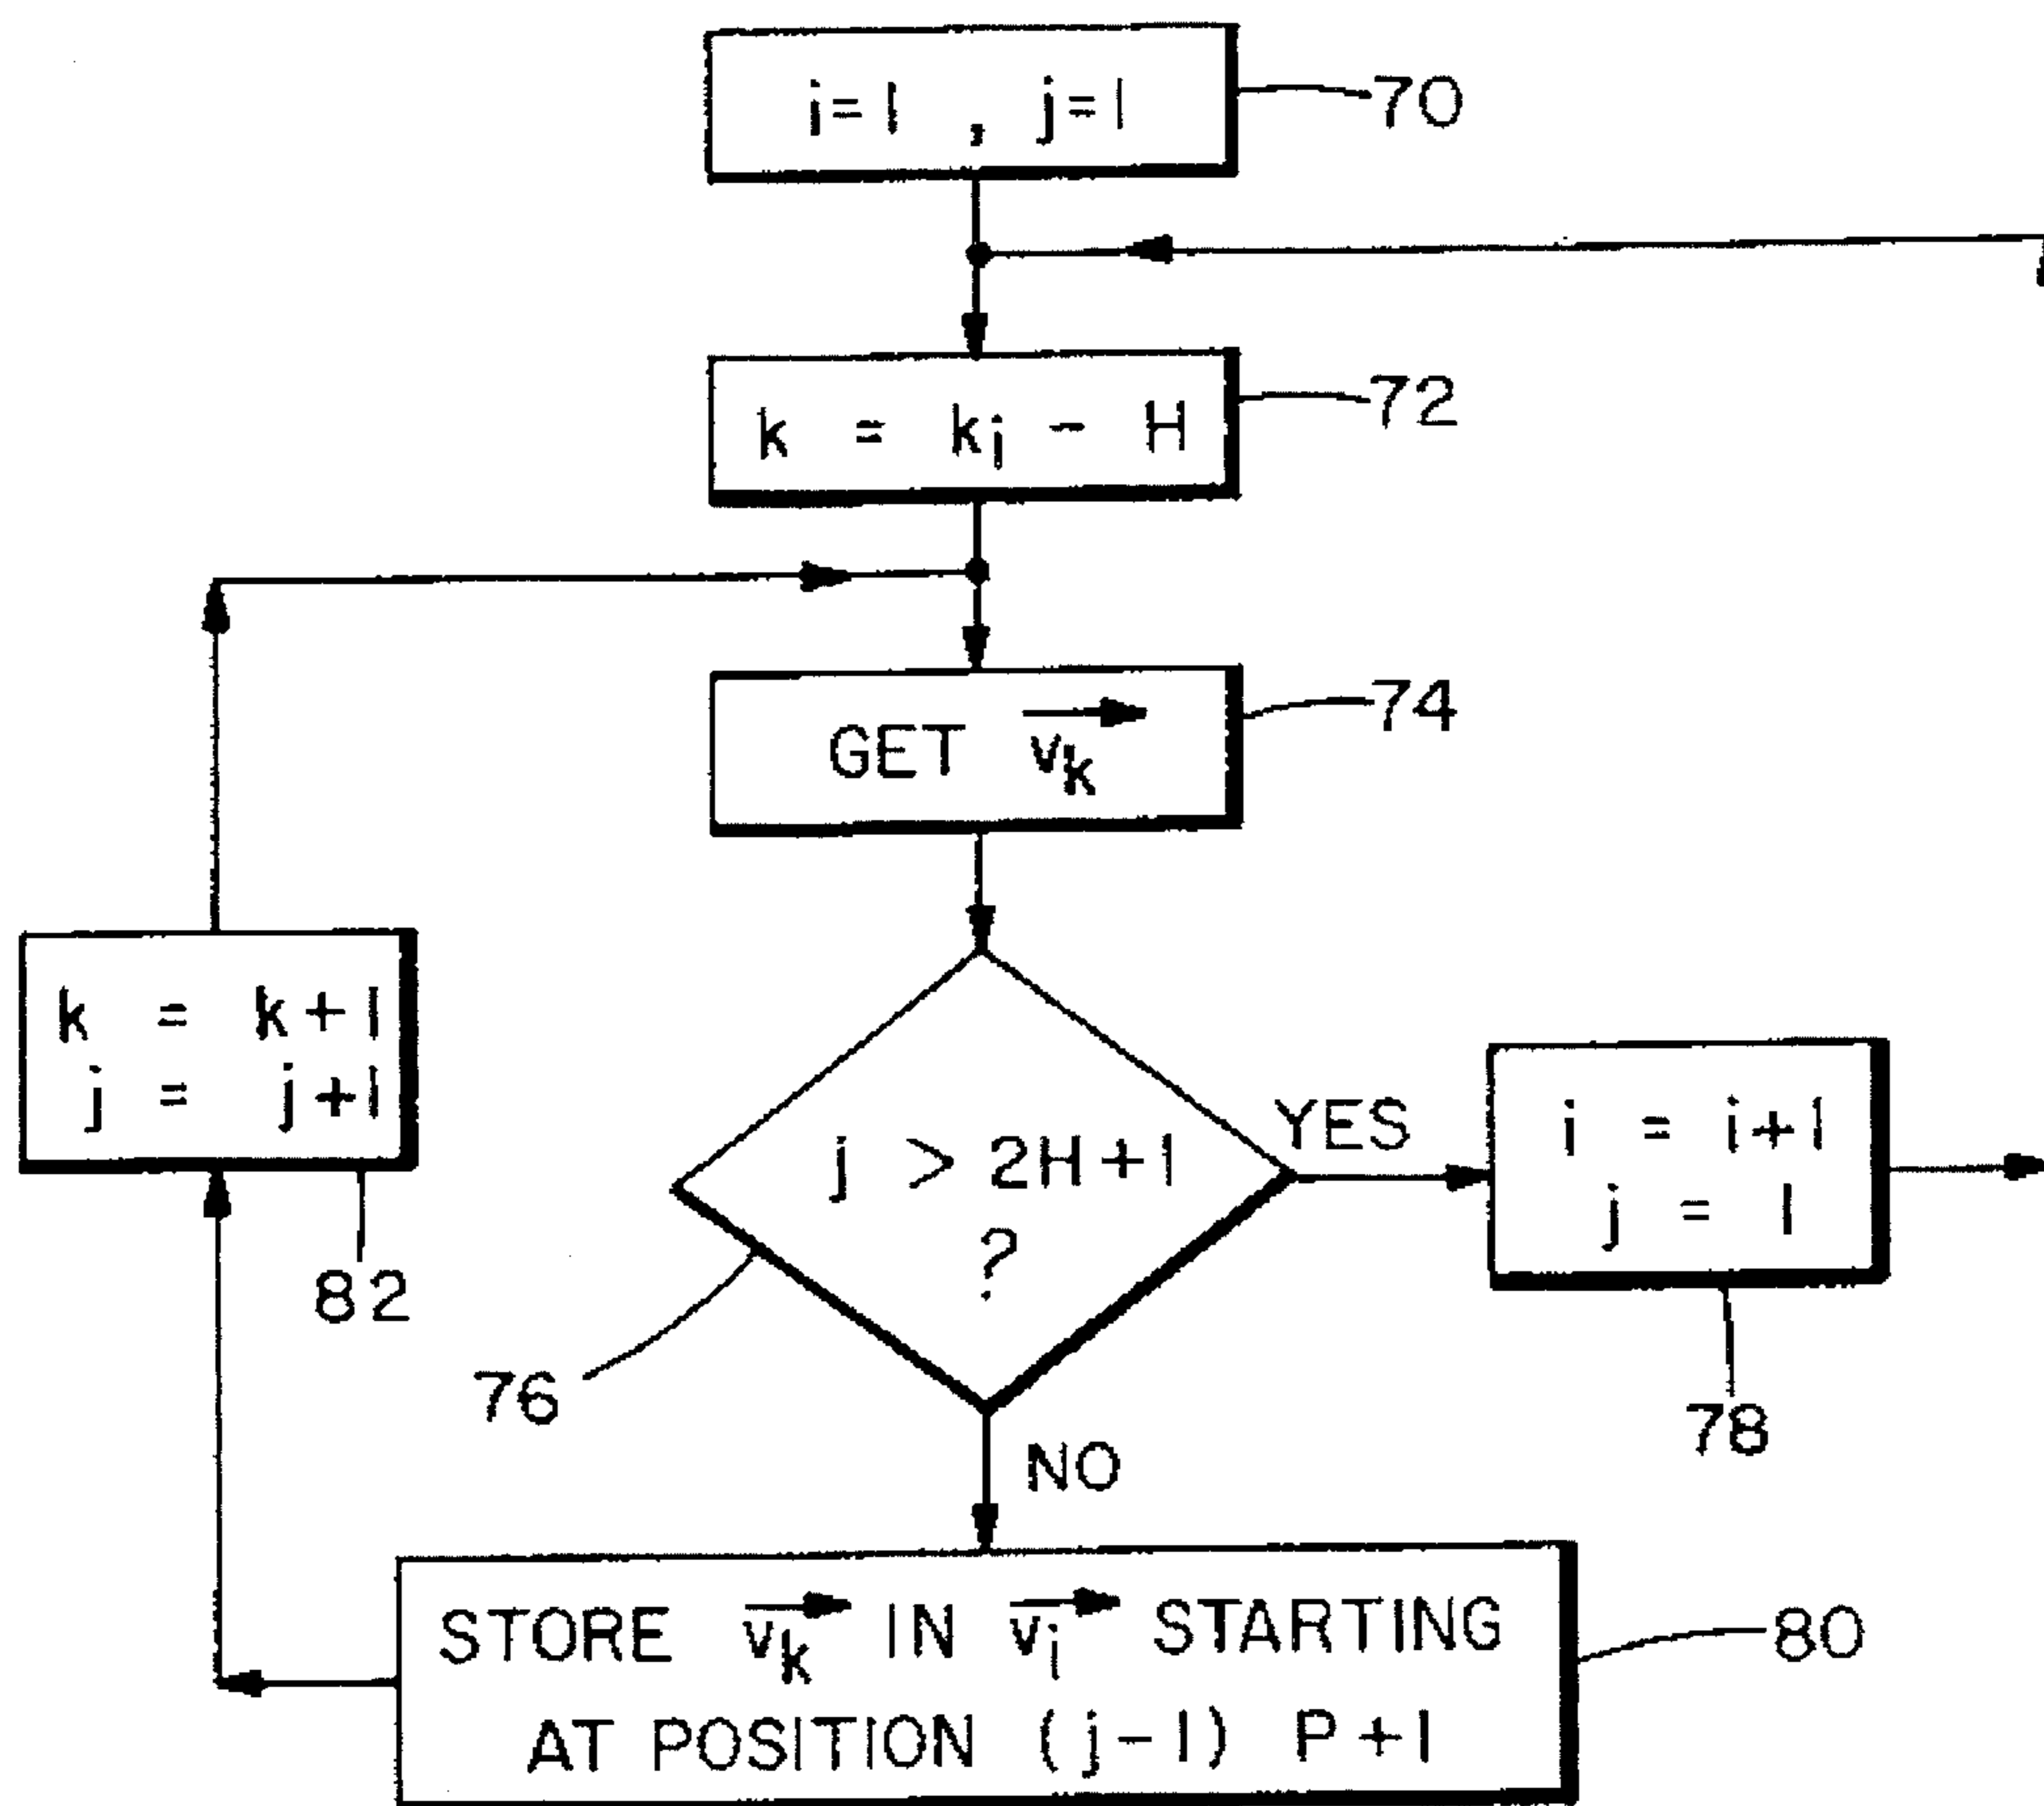 i=1 , j=1
70
k = ki - H
72
GET vk
74
k = k+1
j = j+1
82
j > 2H+1
?
76
YES
i = i+1
j = 1
78
NO
STORE vk IN vi STARTING
AT POSITION (j-1) P+1
80